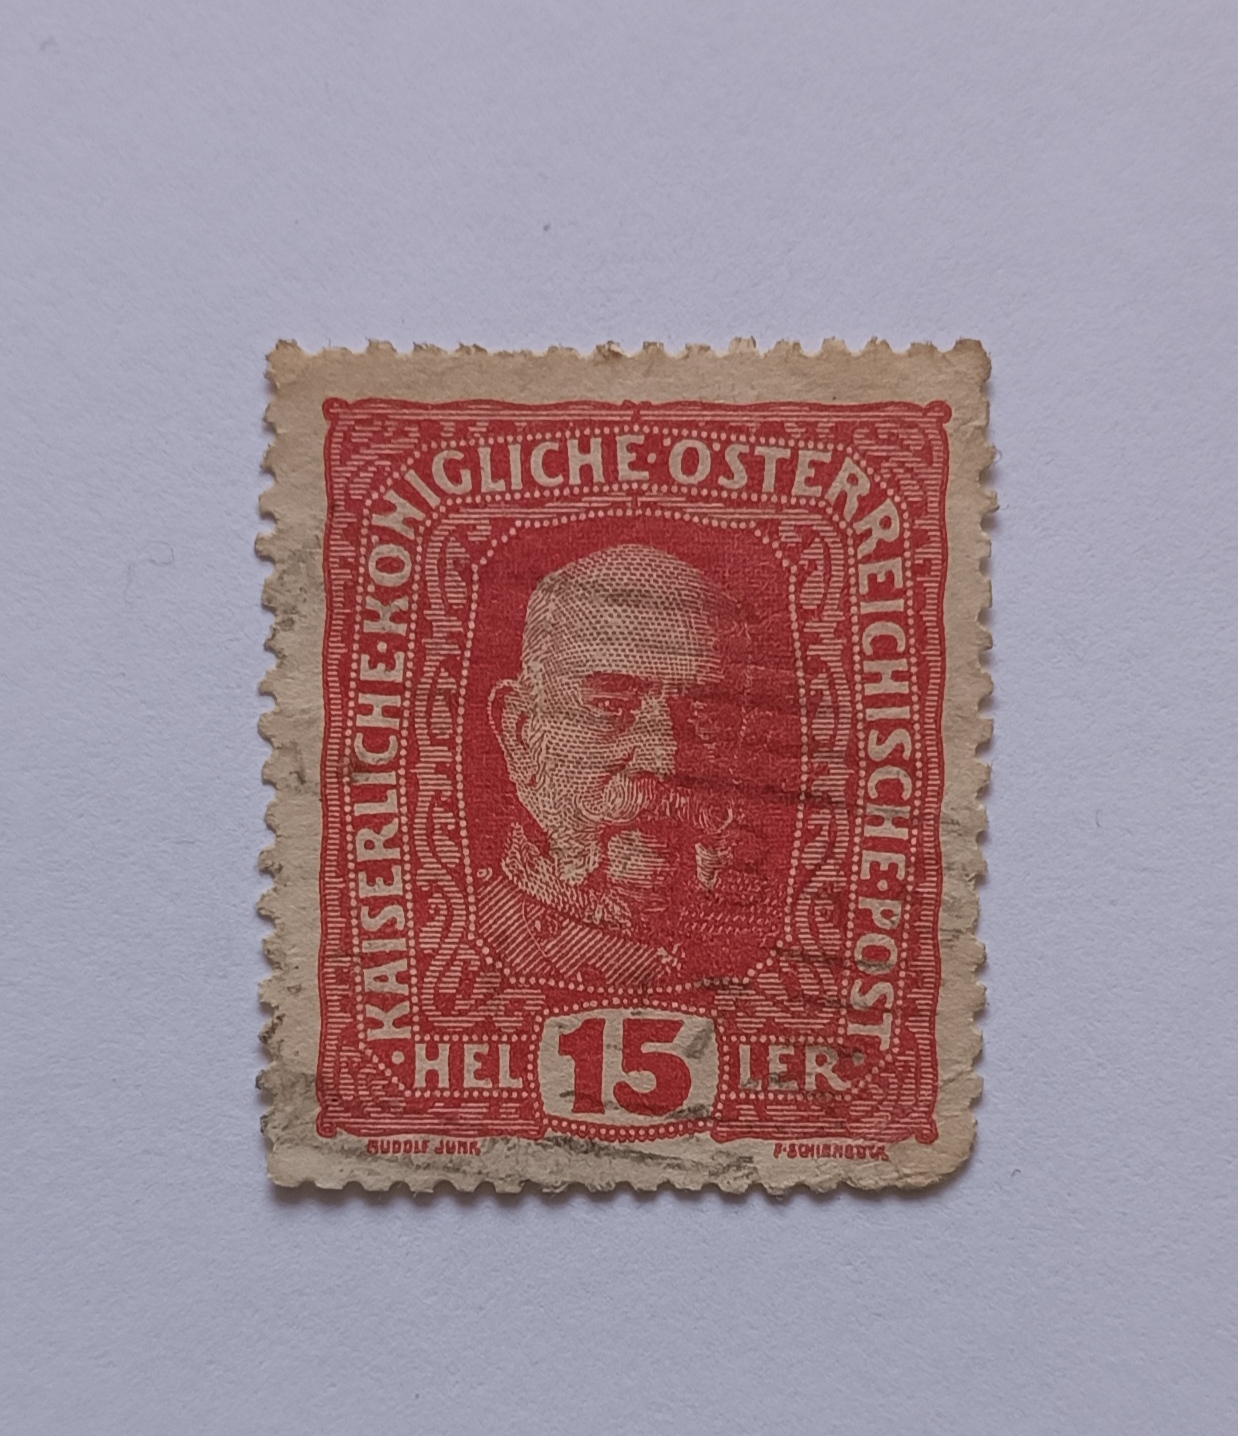 ·KAISERLICHE·KÖNIGLICHE·ÖSTERREICHISCHE·POST
·HEL 15 LER·
RUDOLF JUNK F·SCHIRNBÖCK